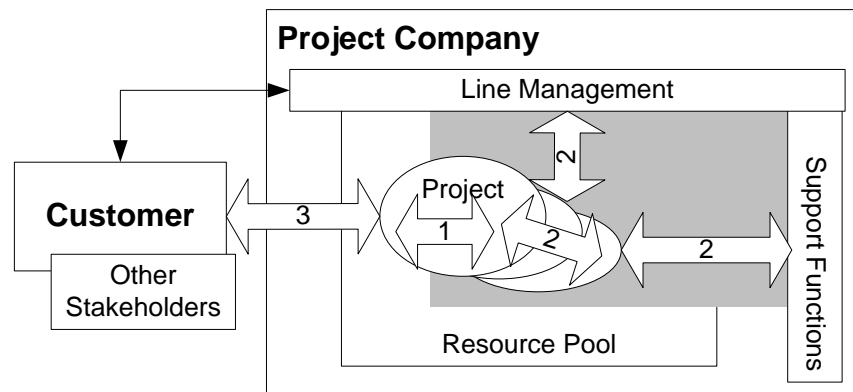 Project Company
Line Management
2
Project
Customer
3
1
2
2
Support Functions
Other
Stakeholders
Resource Pool